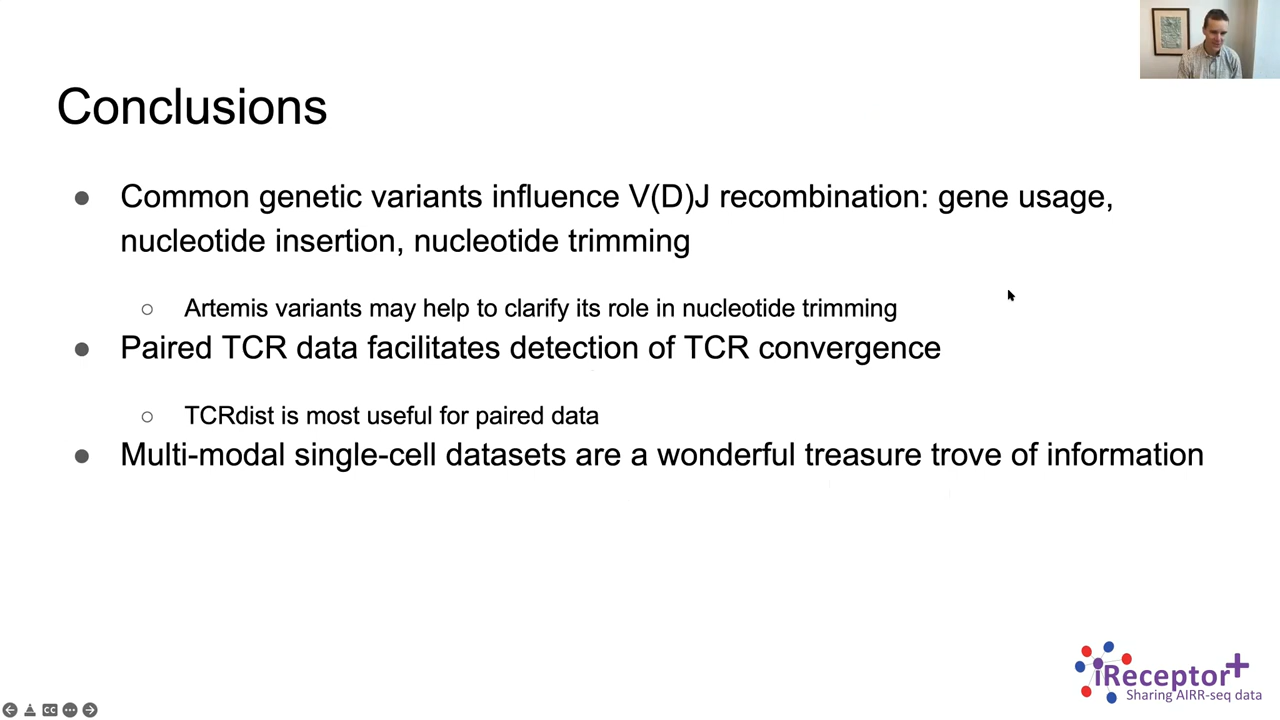 Conclusions
● Common genetic variants influence V(D)J recombination: gene usage,
nucleotide insertion, nucleotide trimming
○ Artemis variants may help to clarify its role in nucleotide trimming
● Paired TCR data facilitates detection of TCR convergence
○ TCRdist is most useful for paired data
● Multi-modal single-cell datasets are a wonderful treasure trove of information
iReceptor+
Sharing AIRR-seq data
CC